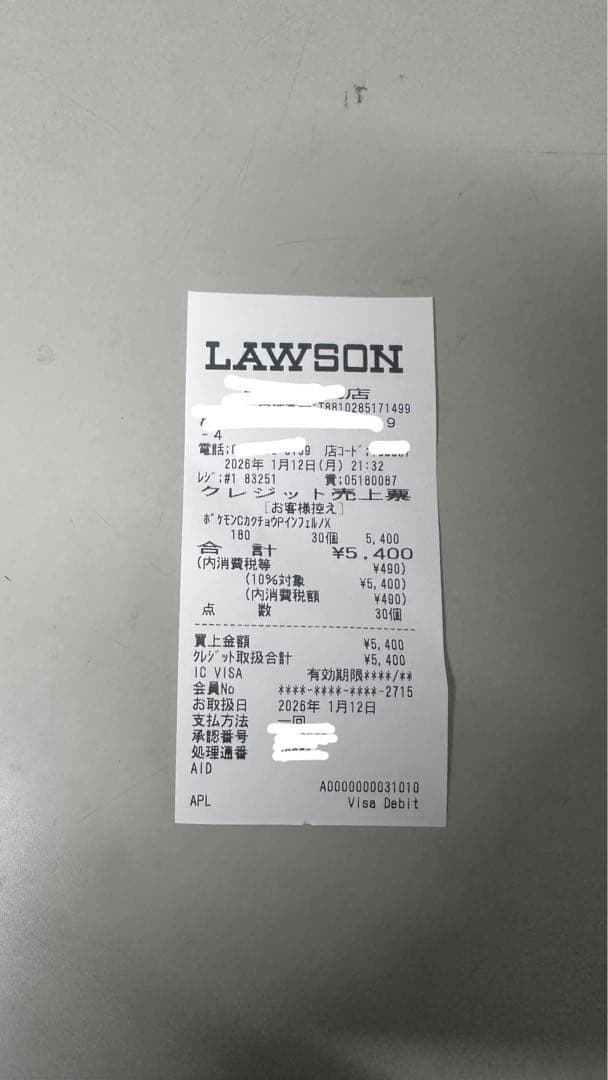 LAWSON
店
T8810285171499
9
-4
電話; 店コード;
2026年 1月12日(月) 21:32
レジ;#1 83251 責:05180087
クレジット売上票
[お客様控え]
ポケモンCカクチョウPインフェルノX
180 30個 5,400
合 計 ¥5,400
(内消費税等 ¥490)
(10%対象 ¥5,400)
(内消費税額 ¥490)
点 数 30個
買上金額 ¥5,400
クレジット取扱合計 ¥5,400
IC VISA 有効期限****/**
会員No ****-****-****-2715
お取扱日 2026年 1月12日
支払方法 一回
承認番号
処理通番
AID
A0000000031010
APL Visa Debit